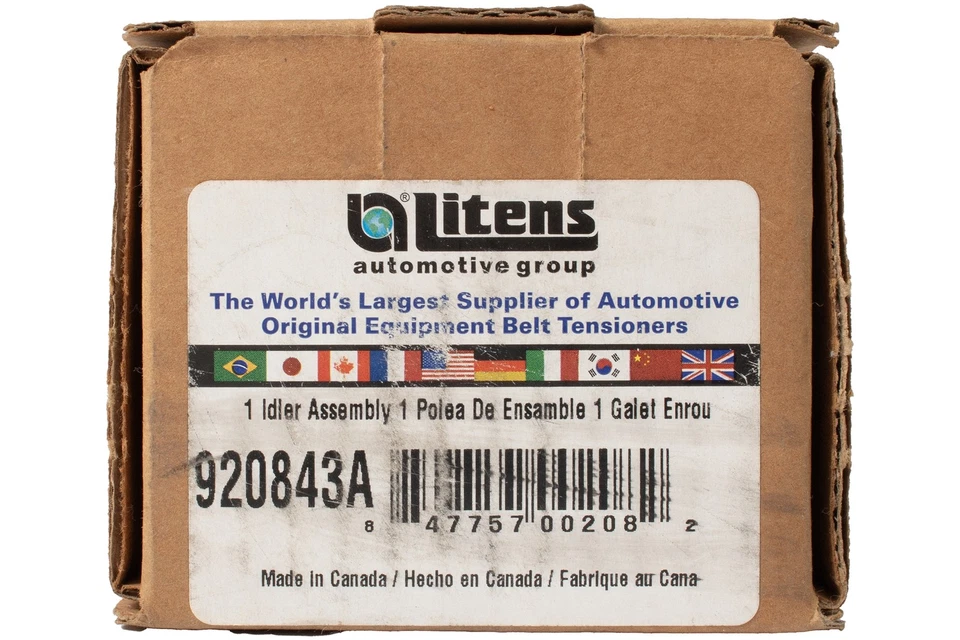 ® Litens
automotive group
The World's Largest Supplier of Automotive
Original Equipment Belt Tensioners
1 Idler Assembly 1 Polea De Ensamble 1 Galet Enrou
920843A
8 47757 00208 2
Made in Canada / Hecho en Canada / Fabrique au Cana